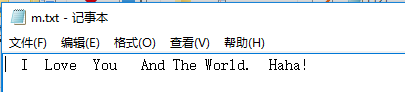 m.txt - 记事本
文件(F) 编辑(E) 格式(O) 查看(V) 帮助(H)
I  Love  You   And The World.  Haha!